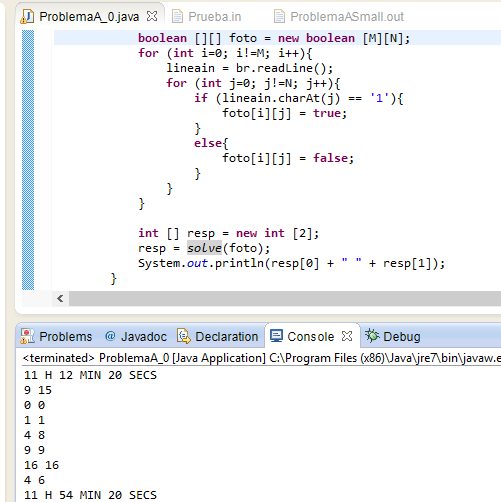 ProblemaA_0.java Prueba.in ProblemaASmall.out
boolean [][] foto = new boolean [M][N];
for (int i=0; i!=M; i++){
lineain = br.readLine();
for (int j=0; j!=N; j++){
if (lineain.charAt(j) == '1'){
foto[i][j] = true;
}
else{
foto[i][j] = false;
}
}
}
int [] resp = new int [2];
resp = solve(foto);
System.out.println(resp[0] + " " + resp[1]);
}
Problems @ Javadoc Declaration Console Debug
<terminated> ProblemaA_0 [Java Application] C:\Program Files (x86)\Java\jre7\bin\javaw.e
11 H 12 MIN 20 SECS
9 15
0 0
1 1
4 8
9 9
16 16
4 6
11 H 54 MIN 20 SECS